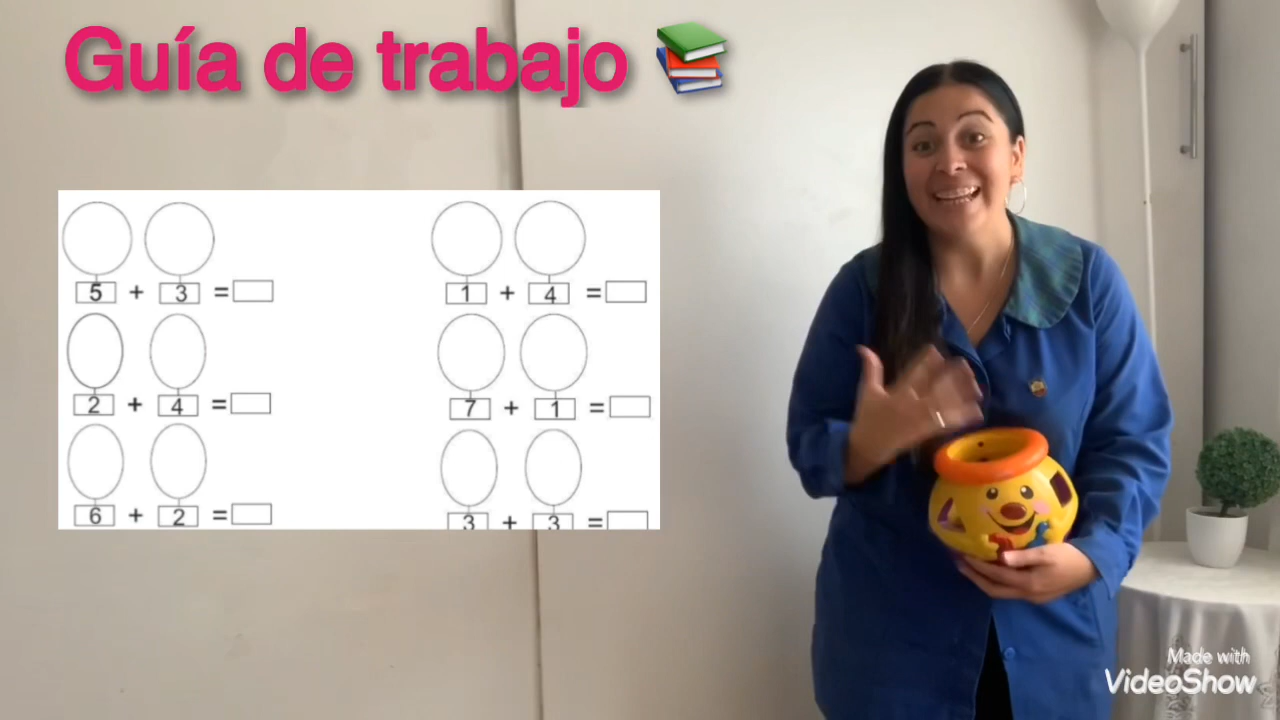 Guía de trabajo
5 + 3 =
1 + 4 =
2 + 4 =
7 + 1 =
6 + 2 =
3 + 3 =
Made with
VideoShow